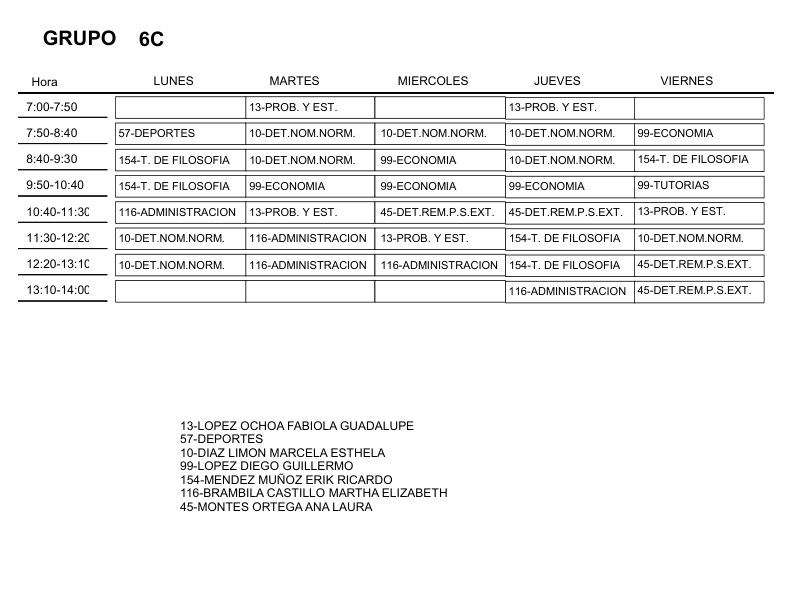 GRUPO 6C
Hora LUNES MARTES MIERCOLES JUEVES VIERNES
7:00-7:50 13-PROB. Y EST. 13-PROB. Y EST.
7:50-8:40 57-DEPORTES 10-DET.NOM.NORM. 10-DET.NOM.NORM. 10-DET.NOM.NORM. 99-ECONOMIA
8:40-9:30 154-T. DE FILOSOFIA 10-DET.NOM.NORM. 99-ECONOMIA 10-DET.NOM.NORM. 154-T. DE FILOSOFIA
9:50-10:40 154-T. DE FILOSOFIA 99-ECONOMIA 99-ECONOMIA 99-ECONOMIA 99-TUTORIAS
10:40-11:30 116-ADMINISTRACION 13-PROB. Y EST. 45-DET.REM.P.S.EXT. 45-DET.REM.P.S.EXT. 13-PROB. Y EST.
11:30-12:20 10-DET.NOM.NORM. 116-ADMINISTRACION 13-PROB. Y EST. 154-T. DE FILOSOFIA 10-DET.NOM.NORM.
12:20-13:10 10-DET.NOM.NORM. 116-ADMINISTRACION 116-ADMINISTRACION 154-T. DE FILOSOFIA 45-DET.REM.P.S.EXT.
13:10-14:00 116-ADMINISTRACION 45-DET.REM.P.S.EXT.
13-LOPEZ OCHOA FABIOLA GUADALUPE
57-DEPORTES
10-DIAZ LIMON MARCELA ESTHELA
99-LOPEZ DIEGO GUILLERMO
154-MENDEZ MUÑOZ ERIK RICARDO
116-BRAMBILA CASTILLO MARTHA ELIZABETH
45-MONTES ORTEGA ANA LAURA